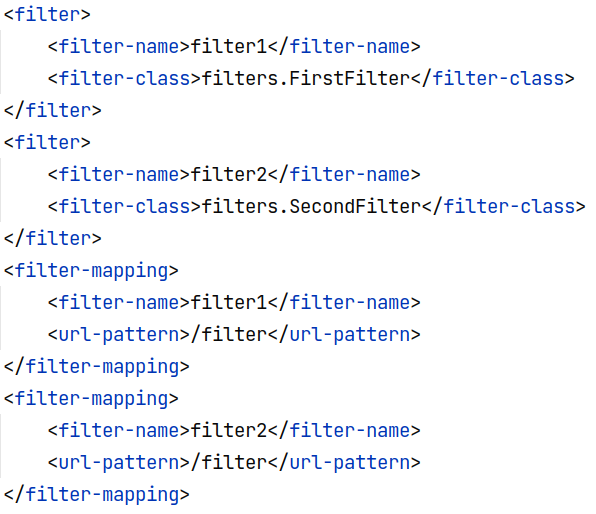 <filter>
    <filter-name>filter1</filter-name>
    <filter-class>filters.FirstFilter</filter-class>
</filter>
<filter>
    <filter-name>filter2</filter-name>
    <filter-class>filters.SecondFilter</filter-class>
</filter>
<filter-mapping>
    <filter-name>filter1</filter-name>
    <url-pattern>/filter</url-pattern>
</filter-mapping>
<filter-mapping>
    <filter-name>filter2</filter-name>
    <url-pattern>/filter</url-pattern>
</filter-mapping>